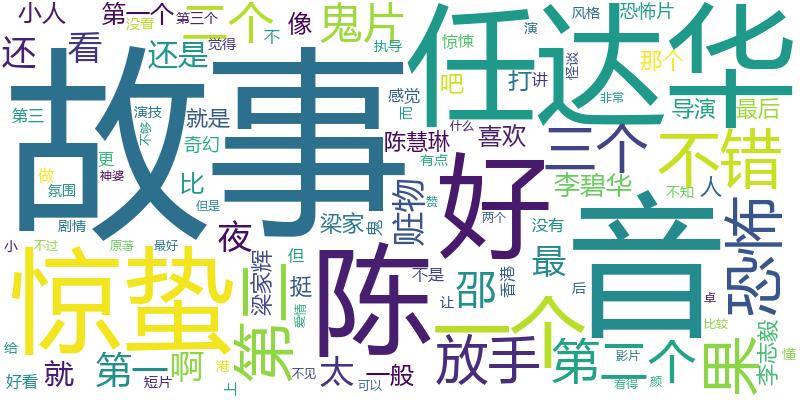 小人
第一个
第三个
三个
像
鬼片
任达华
演
风格
恐怖片
没看
觉得
不
执导
惊悚
怪谈
那个
还
看
还是
吧
打
讲
非常
导演
最后
故事
感觉
而
第三
演技
不够
就是
奇幻
陈慧琳
什么
喜欢
三个
不错
更
有点
好
做
氛围
神婆
比
李碧华
不知
人
但是
赃物
赞
剧情
梁家
鬼
两个
没有
音
恐怖
小
不过
原著
最好
夜
惊蛰
梁家辉
但
陈
不是
邵
香港
最
第二
挺
让
一个
后
卓
爱情
比较
给
放手
第二个
果
李志毅
懂
就
第一
啊
港
太
一般
影片
好看
短片
上
不见
可以
看得
颜